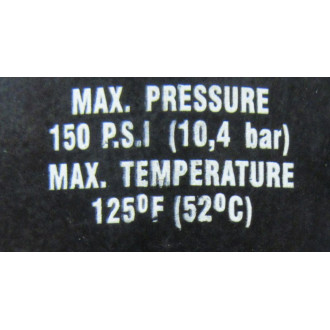 MAX. PRESSURE
150 P.S.I (10,4 bar)
MAX. TEMPERATURE
125ºF (52ºC)